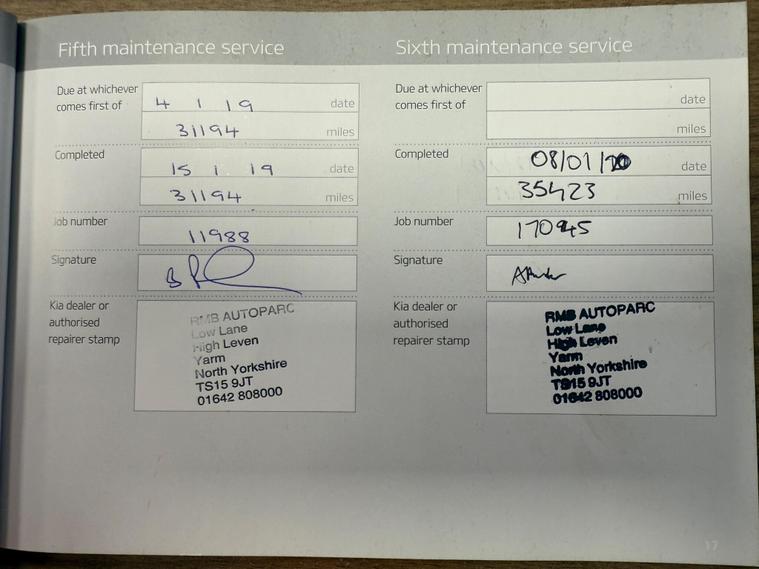 Fifth maintenance service
Due at whichever
comes first of
4 1 19 date
31194 miles
Completed
15 1 19 date
31194 miles
Job number
11988
Signature
Kia dealer or
authorised
repairer stamp
RMB AUTOPARC
Low Lane
High Leven
Yarm
North Yorkshire
TS15 9JT
01642 808000
Sixth maintenance service
Due at whichever
comes first of
date
miles
Completed
08/01/20 date
35423 miles
Job number
17045
Signature
Kia dealer or
authorised
repairer stamp
RMB AUTOPARC
Low Lane
High Leven
Yarm
North Yorkshire
TS15 9JT
01642 808000
17